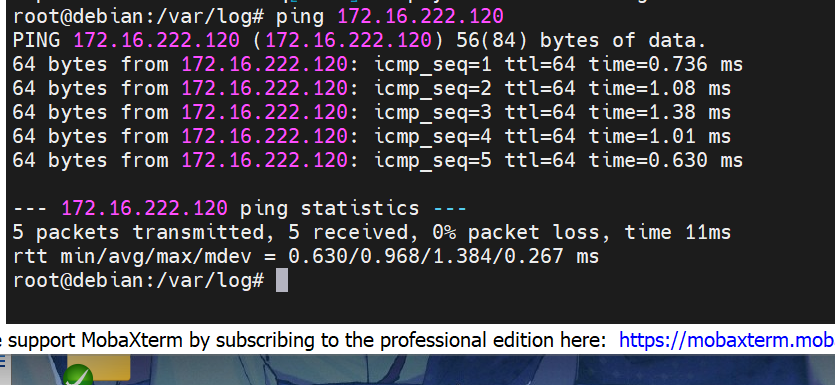 root@debian:/var/log# ping 172.16.222.120
PING 172.16.222.120 (172.16.222.120) 56(84) bytes of data.
64 bytes from 172.16.222.120: icmp_seq=1 ttl=64 time=0.736 ms
64 bytes from 172.16.222.120: icmp_seq=2 ttl=64 time=1.08 ms
64 bytes from 172.16.222.120: icmp_seq=3 ttl=64 time=1.38 ms
64 bytes from 172.16.222.120: icmp_seq=4 ttl=64 time=1.01 ms
64 bytes from 172.16.222.120: icmp_seq=5 ttl=64 time=0.630 ms
--- 172.16.222.120 ping statistics ---
5 packets transmitted, 5 received, 0% packet loss, time 11ms
rtt min/avg/max/mdev = 0.630/0.968/1.384/0.267 ms
root@debian:/var/log#
e support MobaXterm by subscribing to the professional edition here: https://mobaxterm.mob